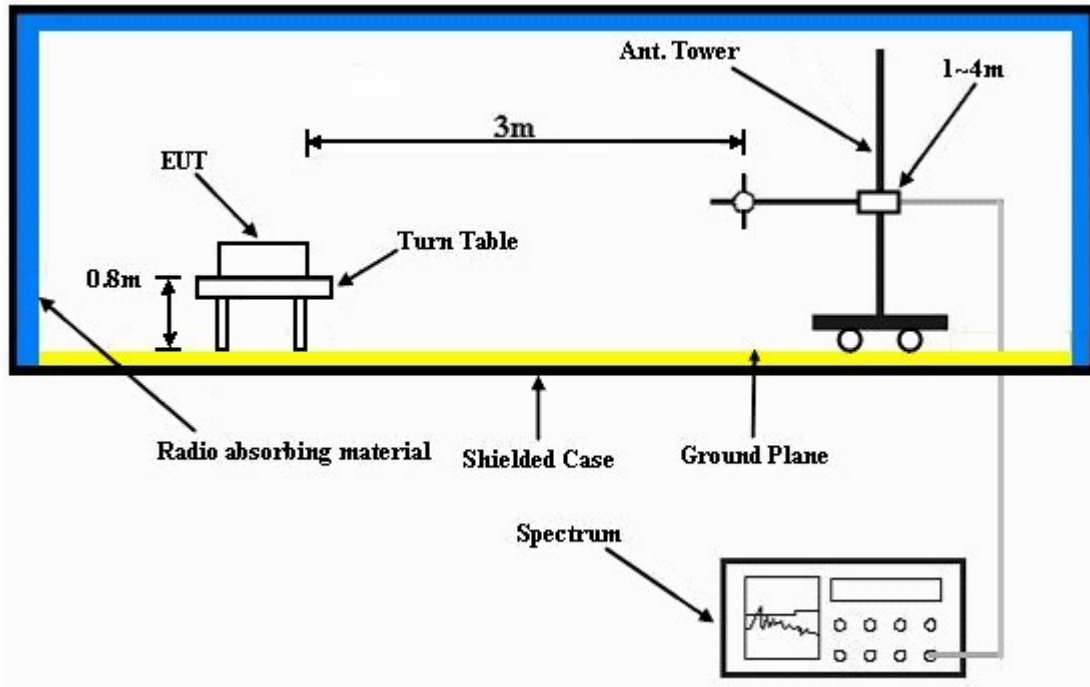 Ant. Tower
1~4m
3m
EUT
Turn Table
0.8m
Radio absorbing material
Shielded Case
Ground Plane
Spectrum